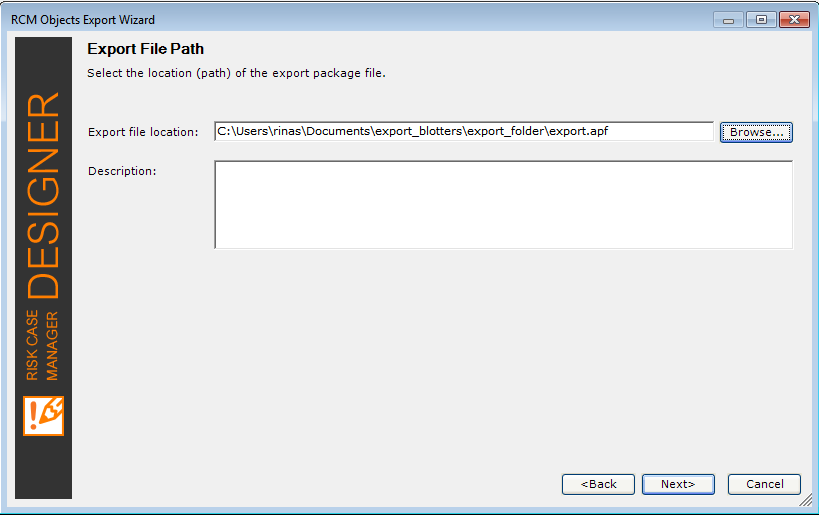 RCM Objects Export Wizard
Export File Path
Select the location (path) of the export package file.
Export file location:
C:\Users\rinas\Documents\export_blotters\export_folder\export.apf
Browse...
Description:
RISK CASE
MANAGER
DESIGNER
<Back
Next>
Cancel